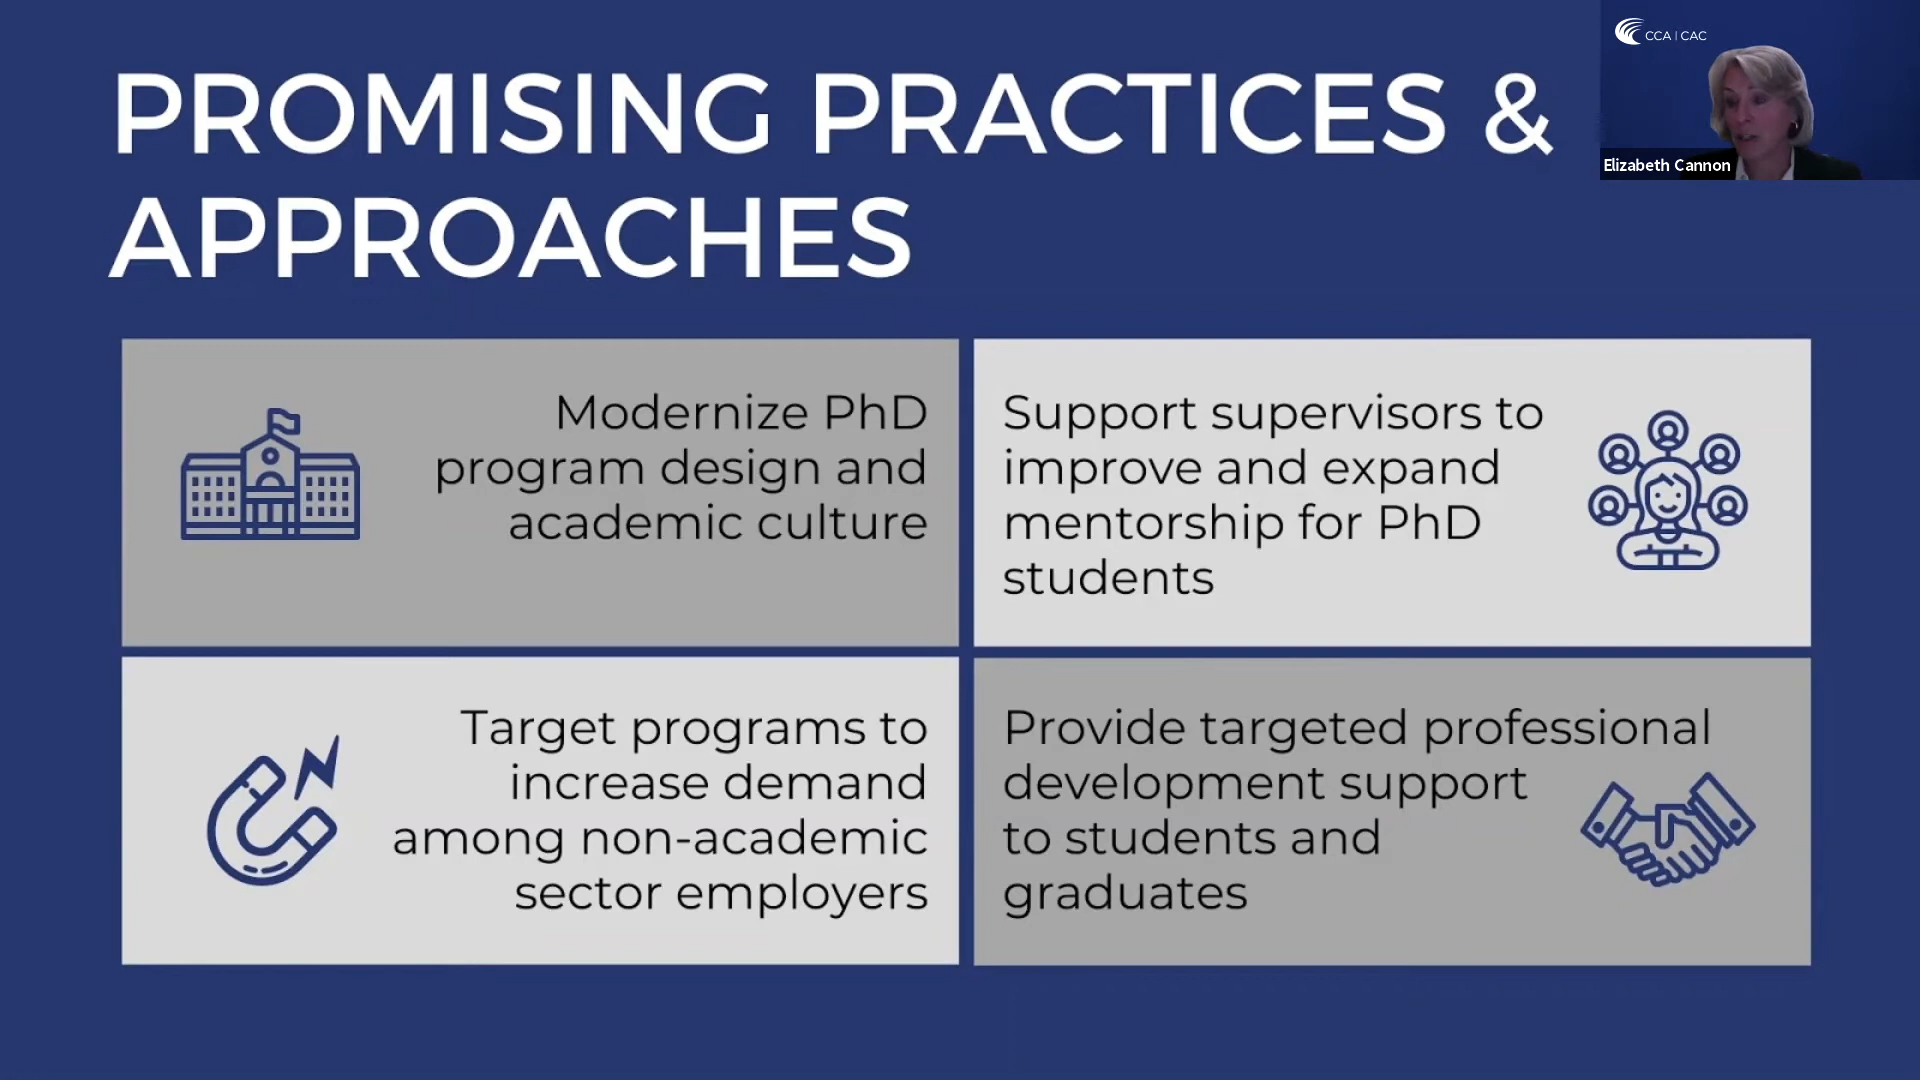 PROMISING PRACTICES &
APPROACHES
CCA | CAC
Elizabeth Cannon
Modernize PhD
program design and
academic culture
Support supervisors to
improve and expand
mentorship for PhD
students
Target programs to
increase demand
among non-academic
sector employers
Provide targeted professional
development support
to students and
graduates